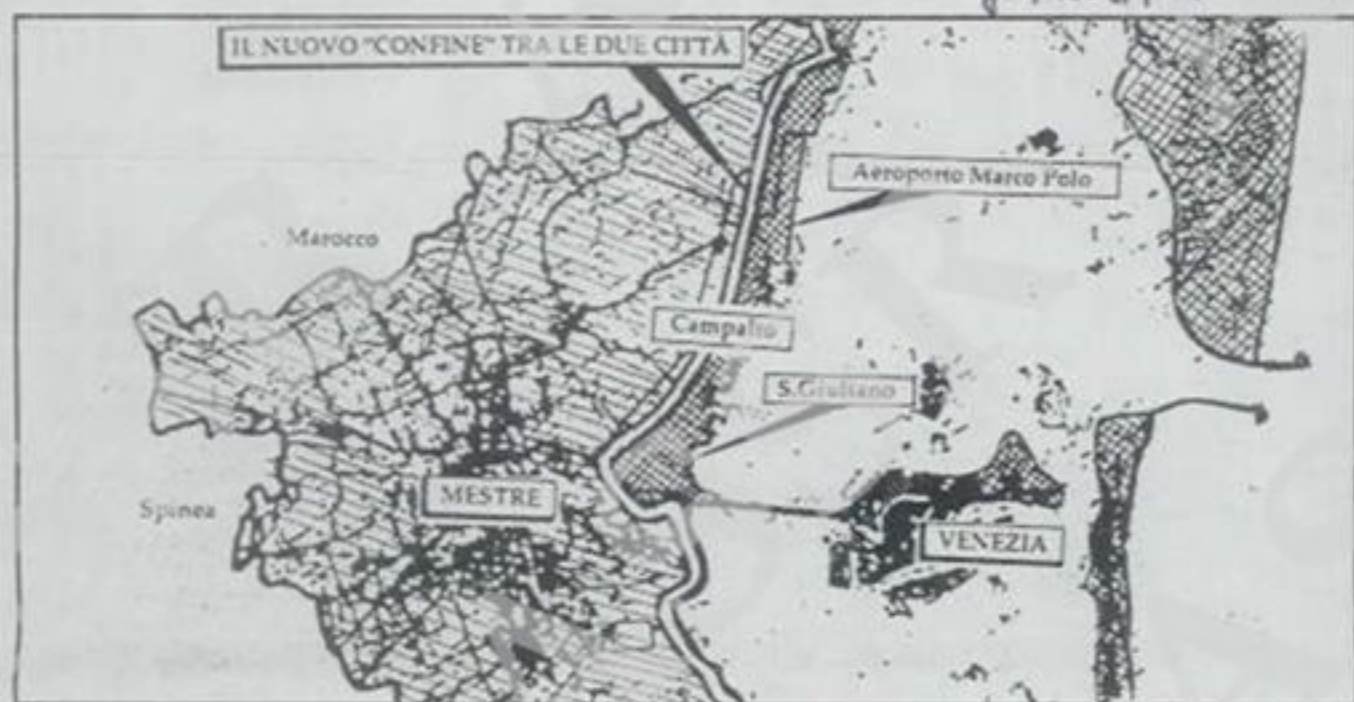 IL NUOVO "CONFINE" TRA LE DUE CITTÀ
Aeroporto Marco Polo
Marocco
Campalto
S.Giuliano
MESTRE
Spinea
VENEZIA